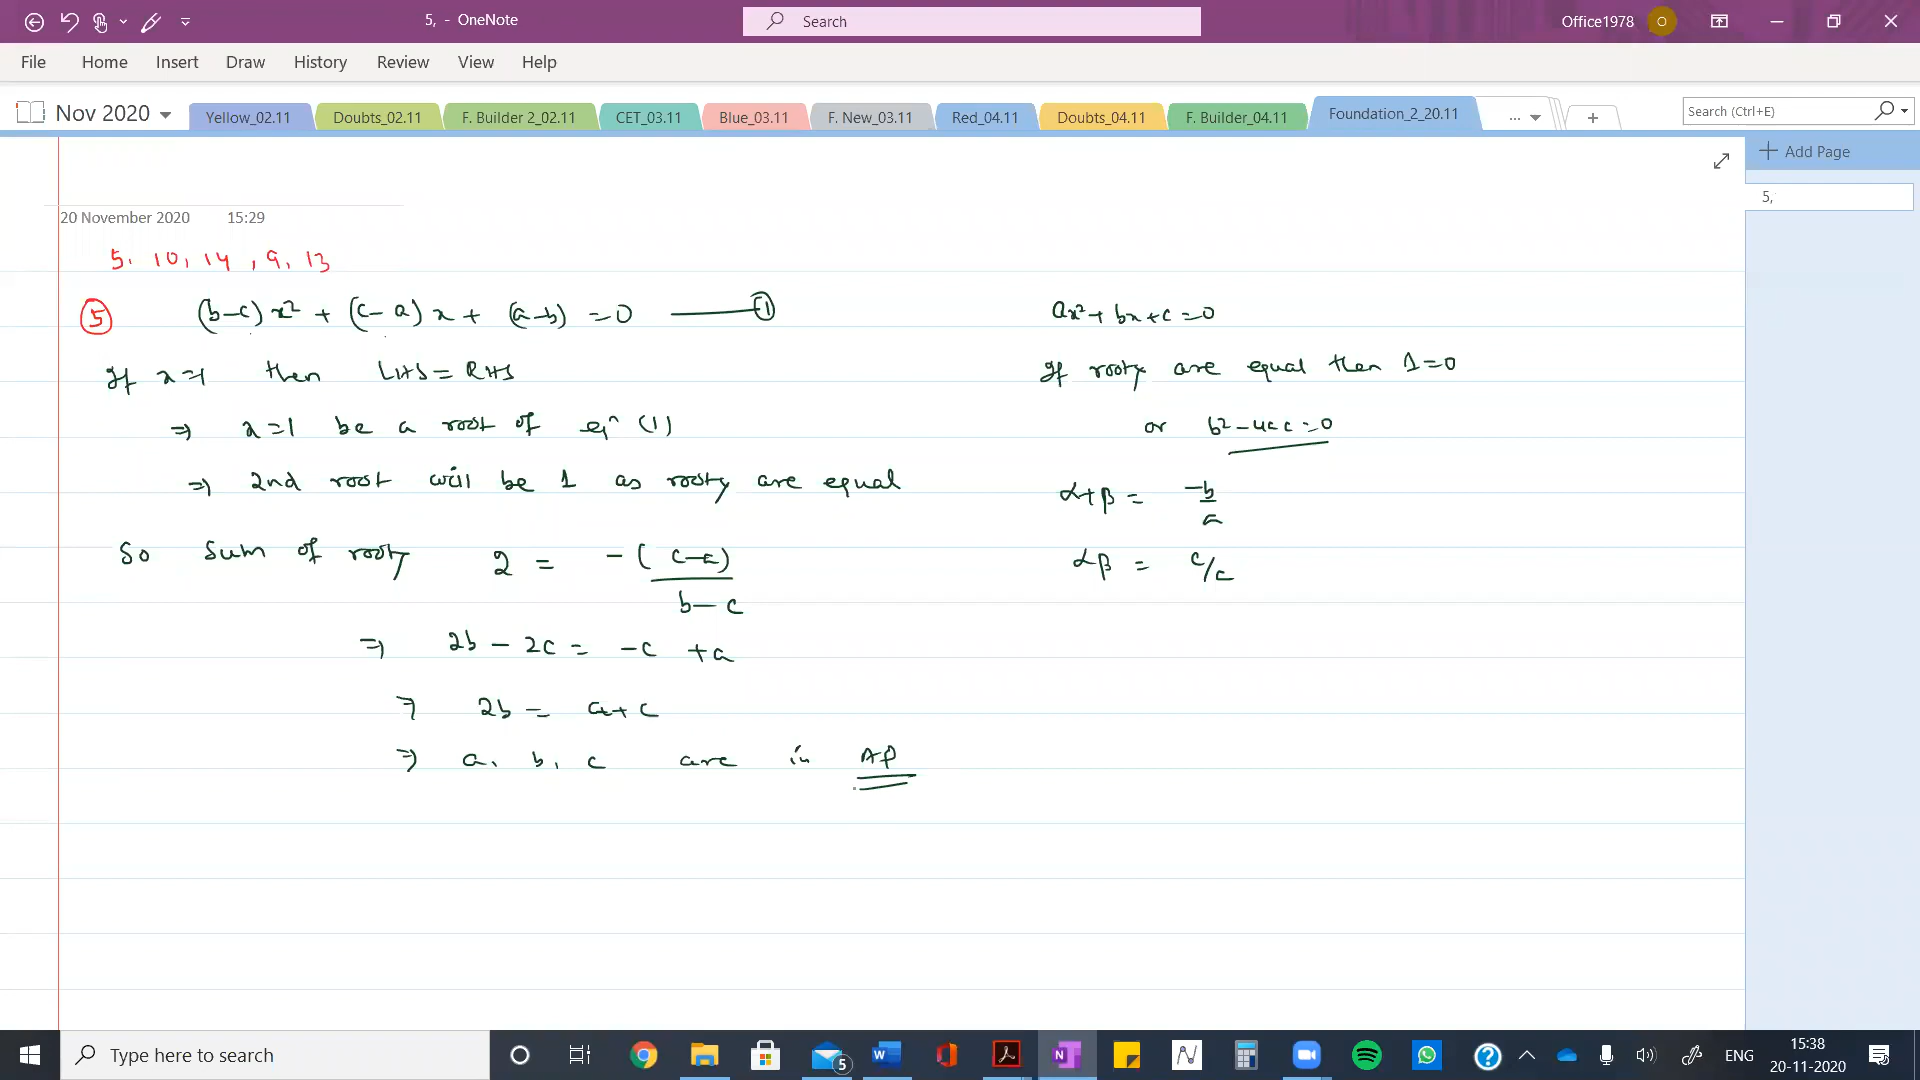 5, - OneNote
Search
Office1978
O
File Home Insert Draw History Review View Help
Nov 2020
Yellow_02.11 Doubts_02.11 F. Builder 2_02.11 CET_03.11 Blue_03.11 F. New_03.11 Red_04.11 Doubts_04.11 F. Builder_04.11 Foundation_2_20.11 ...
Search (Ctrl+E)
Add Page
5,
20 November 2020 15:29
5, 10, 14, 9, 13
(5) (b-c)x² + (c-a)x + (a-b) = 0 — (1)
If x=1 then LHS = RHS
⇒ x=1 be a root of eqⁿ (1)
⇒ 2nd root will be 1 as roots are equal
So sum of roots 2 = -(c-a)
b-c
⇒ 2b - 2c = -c +a
⇒ 2b = a+c
⇒ a, b, c are in AP
ax²+bx+c=0
If roots are equal then 1=0
or b²-4ac=0
α+β = -b
a
αβ = c/a
Type here to search
5
ENG
15:38
20-11-2020